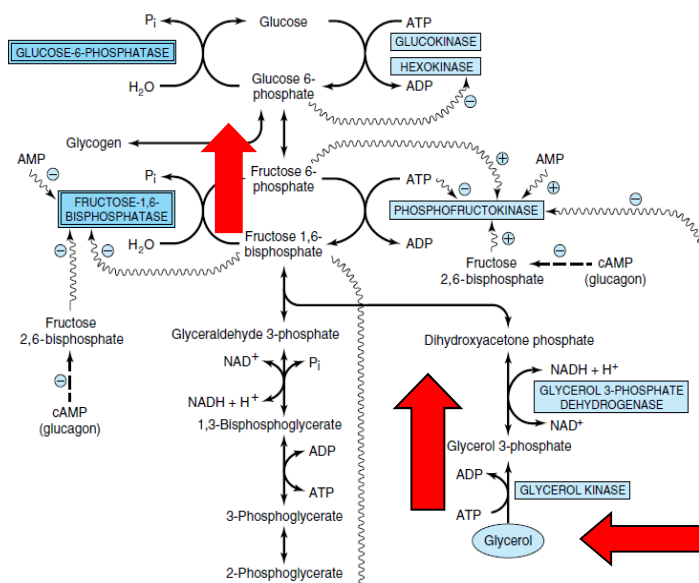 Pi
Glucose
ATP
GLUCOSE-6-PHOSPHATASE
GLUCOKINASE
HEXOKINASE
H2O
Glucose 6-
phosphate
ADP
−
Glycogen
AMP
−
Pi
Fructose 6-
phosphate
ATP
+
AMP
+
−
−
FRUCTOSE-1,6-
BISPHOSPHATASE
PHOSPHOFRUCTOKINASE
H2O
Fructose 1,6-
bisphosphate
ADP
+
−
−
Fructose
2,6-bisphosphate
−
cAMP
(glucagon)
Fructose
2,6-bisphosphate
−
cAMP
(glucagon)
Glyceraldehyde 3-phosphate
NAD+
Pi
NADH + H+
1,3-Bisphosphoglycerate
ADP
ATP
3-Phosphoglycerate
2-Phosphoglycerate
Dihydroxyacetone phosphate
NADH + H+
GLYCEROL 3-PHOSPHATE
DEHYDROGENASE
NAD+
Glycerol 3-phosphate
ADP
GLYCEROL KINASE
ATP
Glycerol